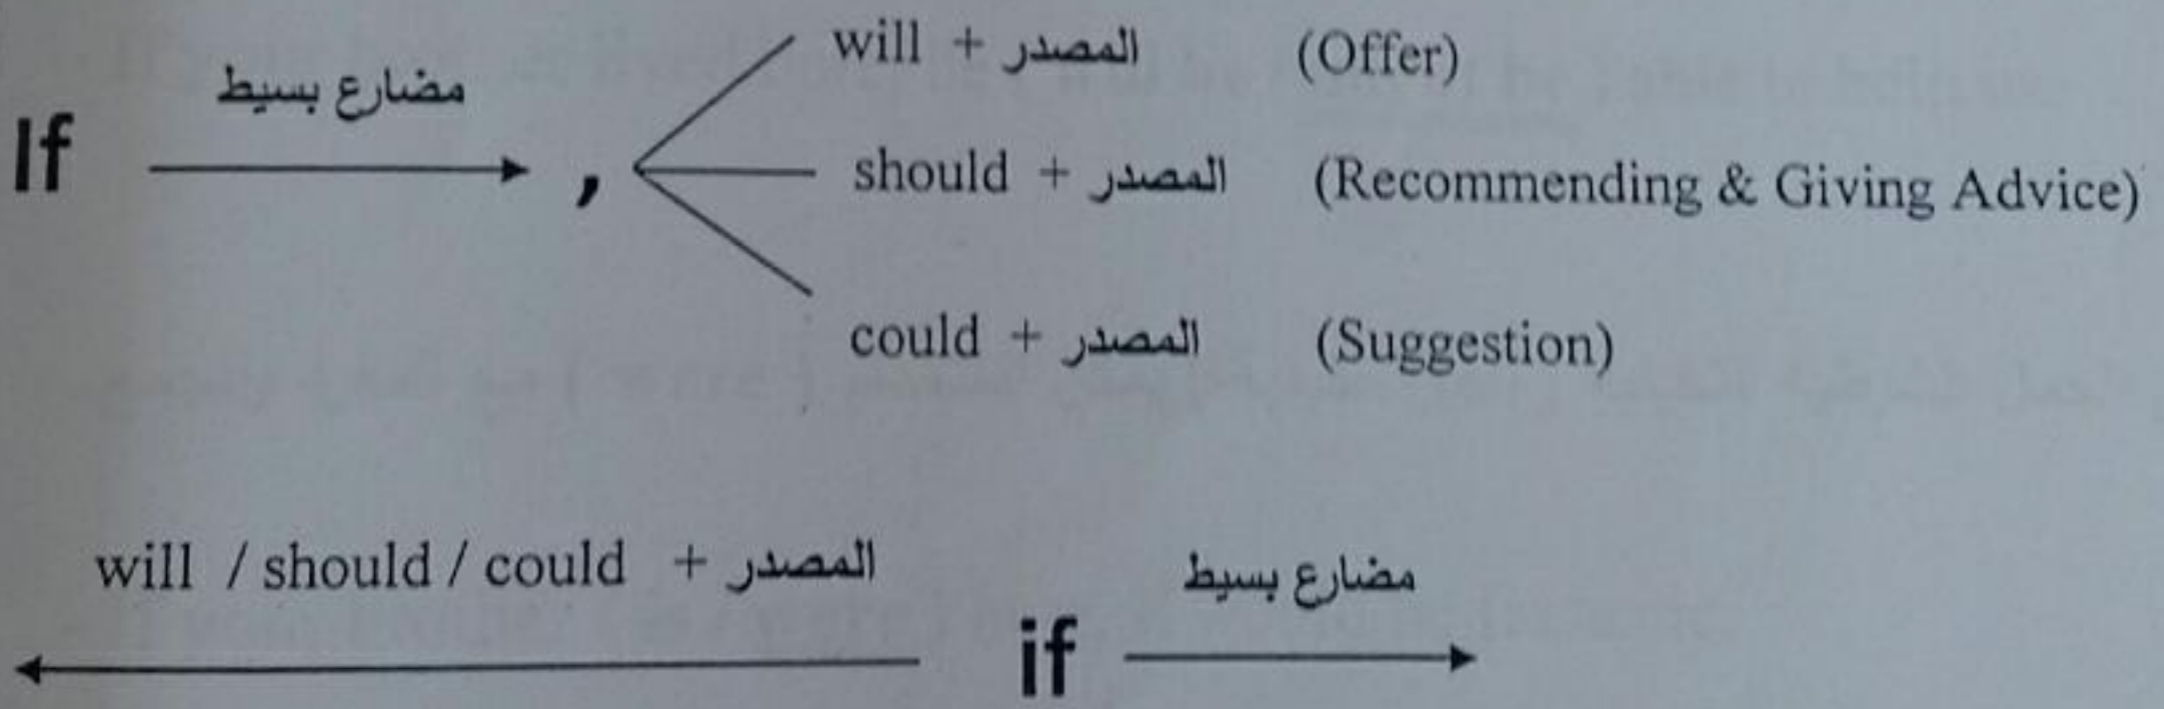 will + المصدر (Offer)
If مضارع بسيط , should + المصدر (Recommending & Giving Advice)
could + المصدر (Suggestion)
will / should / could + المصدر if مضارع بسيط